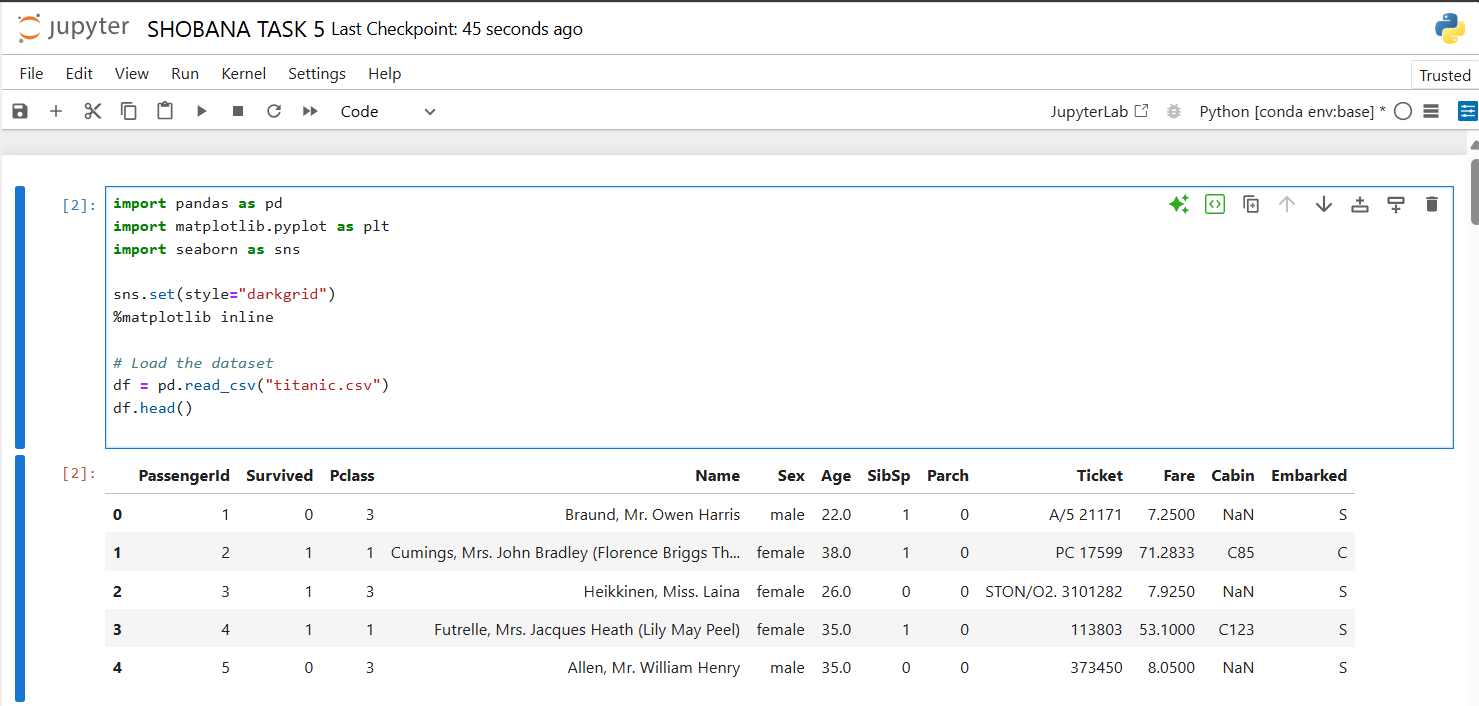 jupyter SHOBANA TASK 5 Last Checkpoint: 45 seconds ago
File Edit View Run Kernel Settings Help
Trusted
Code
JupyterLab
Python [conda env:base] *
[2]:
import pandas as pd
import matplotlib.pyplot as plt
import seaborn as sns
sns.set(style="darkgrid")
%matplotlib inline
# Load the dataset
df = pd.read_csv("titanic.csv")
df.head()
[2]:
PassengerId Survived Pclass Name Sex Age SibSp Parch Ticket Fare Cabin Embarked
0 1 0 3 Braund, Mr. Owen Harris male 22.0 1 0 A/5 21171 7.2500 NaN S
1 2 1 1 Cumings, Mrs. John Bradley (Florence Briggs Th... female 38.0 1 0 PC 17599 71.2833 C85 C
2 3 1 3 Heikkinen, Miss. Laina female 26.0 0 0 STON/O2. 3101282 7.9250 NaN S
3 4 1 1 Futrelle, Mrs. Jacques Heath (Lily May Peel) female 35.0 1 0 113803 53.1000 C123 S
4 5 0 3 Allen, Mr. William Henry male 35.0 0 0 373450 8.0500 NaN S